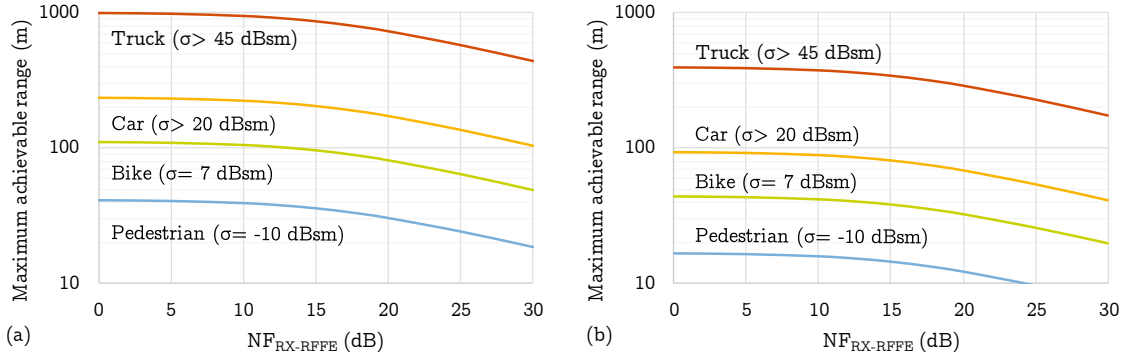 1000
100
10
Maximum achievable range (m)
Truck (σ> 45 dBsm)
Car (σ> 20 dBsm)
Bike (σ= 7 dBsm)
Pedestrian (σ= -10 dBsm)
0 5 10 15 20 25 30
NF_RX-RFFE (dB)
(a)
1000
100
10
Maximum achievable range (m)
Truck (σ> 45 dBsm)
Car (σ> 20 dBsm)
Bike (σ= 7 dBsm)
Pedestrian (σ= -10 dBsm)
0 5 10 15 20 25 30
NF_RX-RFFE (dB)
(b)